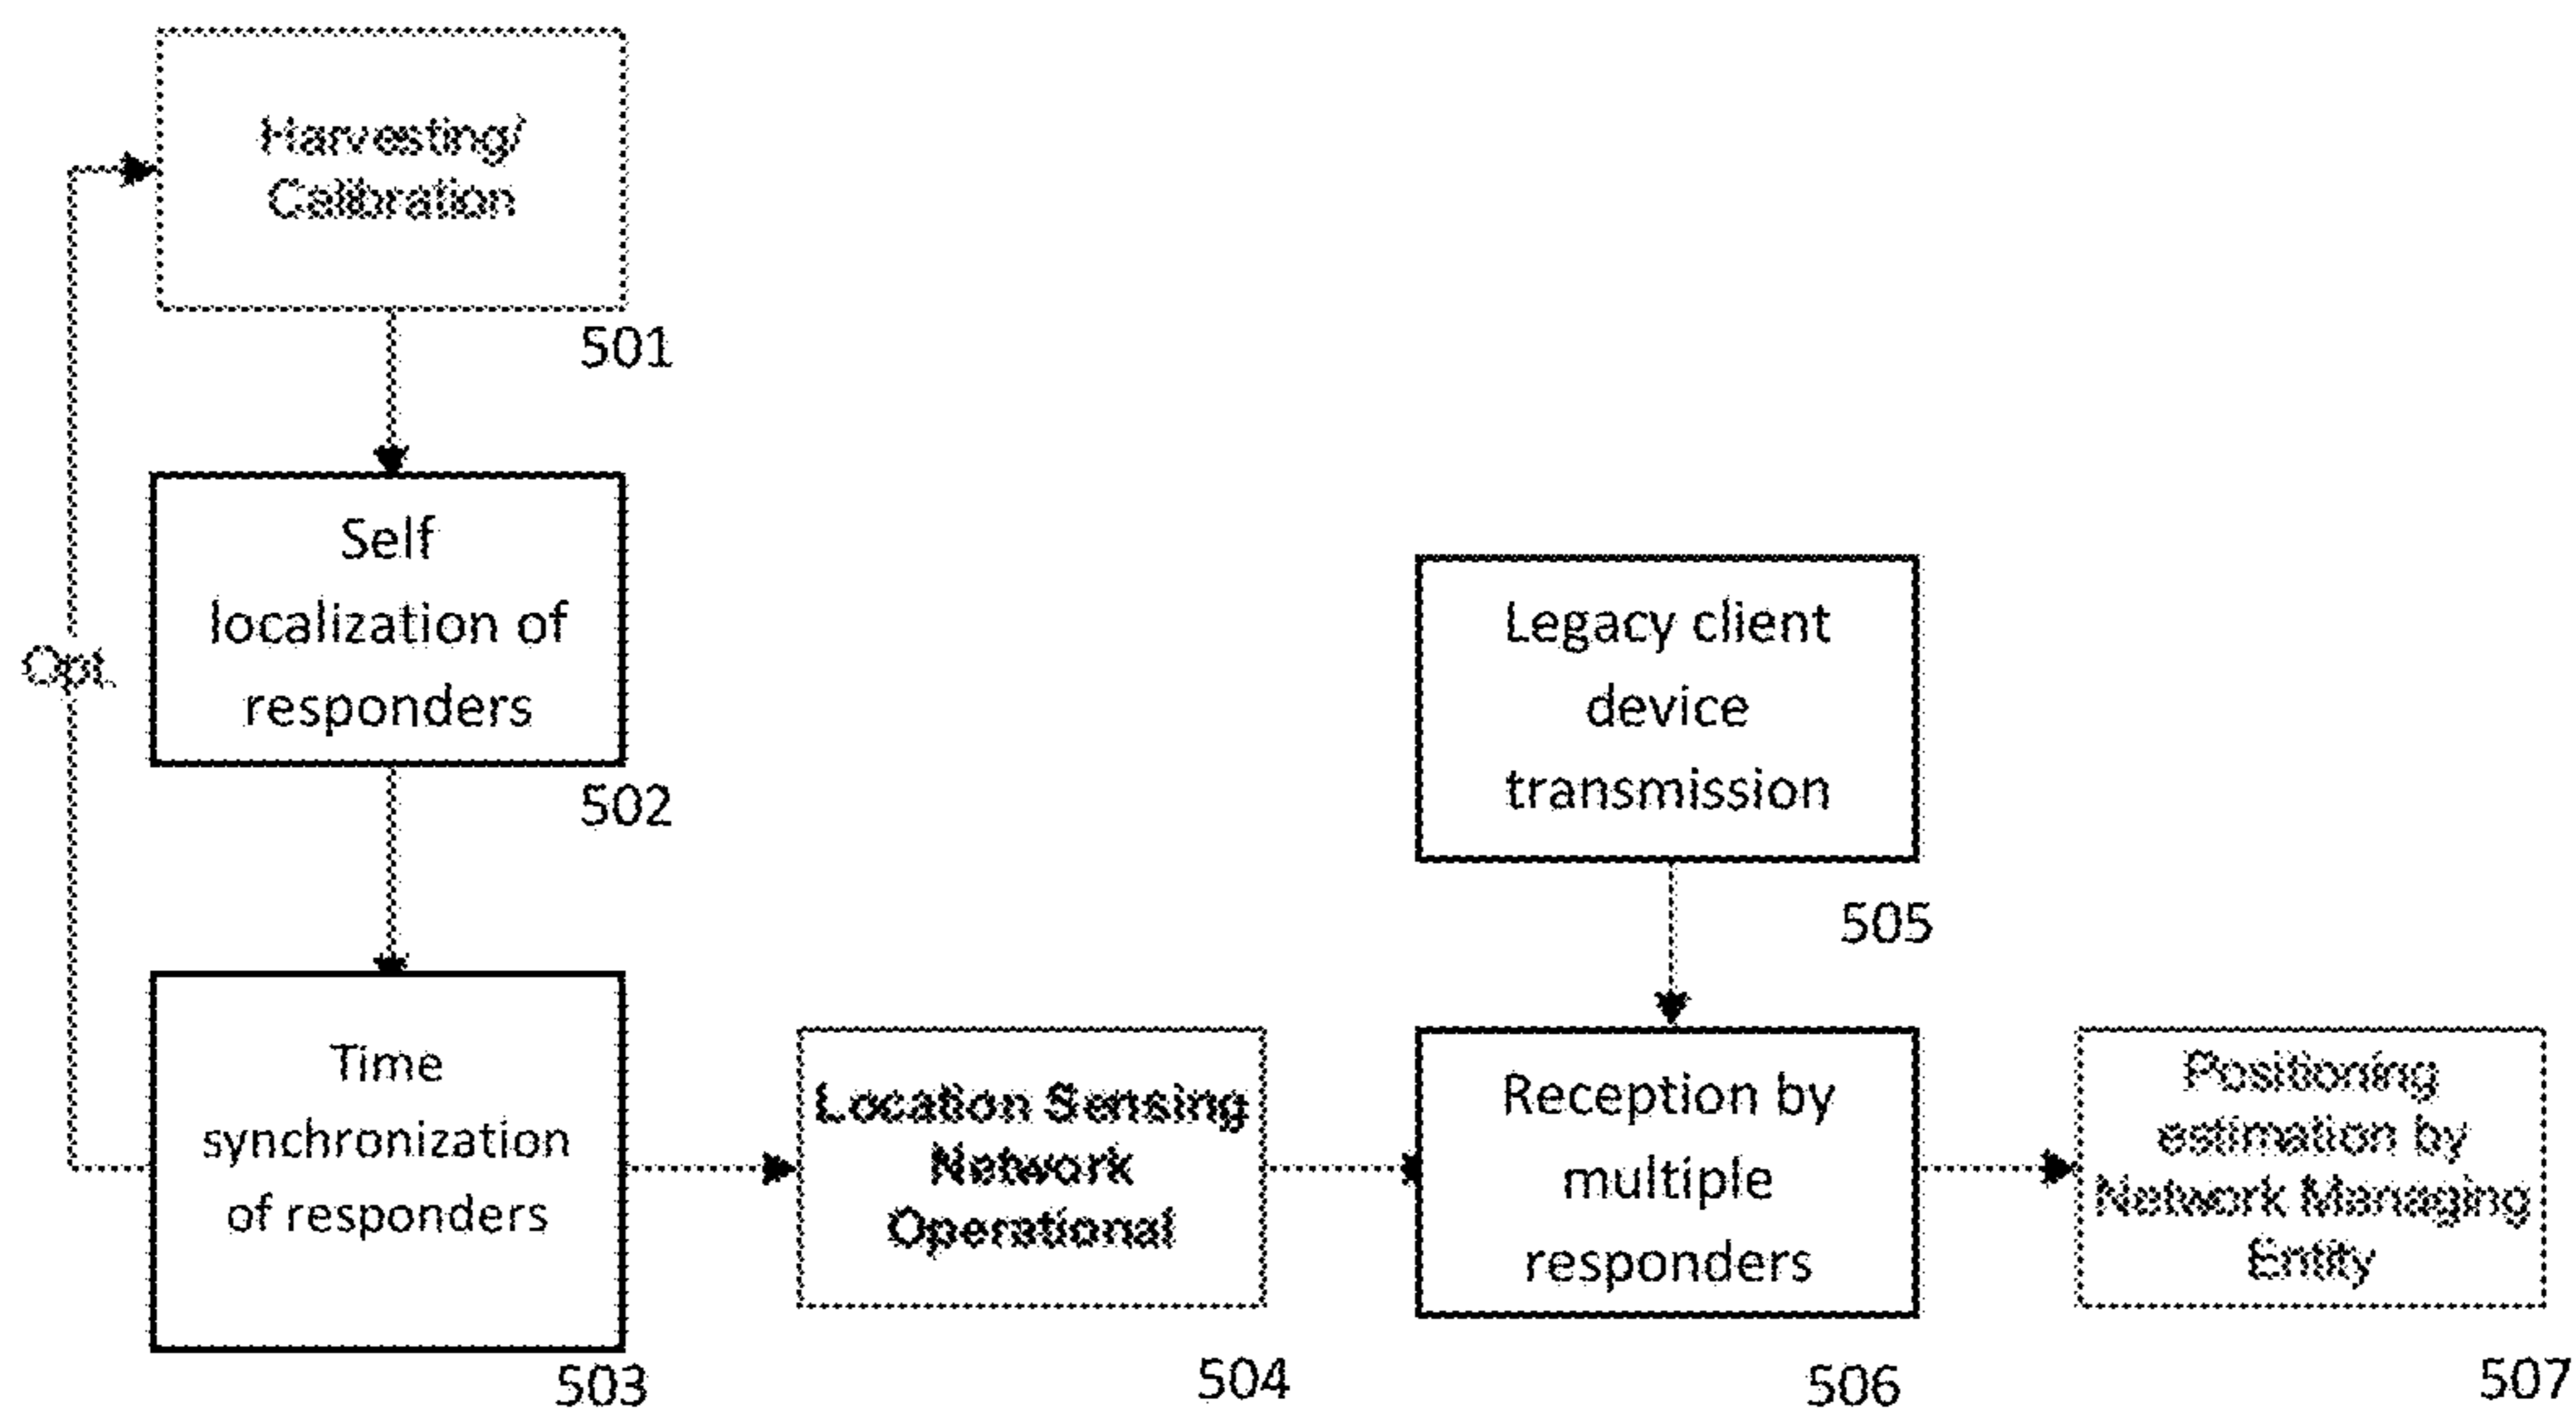 Harvesting/
Calibration
501
Self
localization of
responders
502
Opt.
Time
synchronization
of responders
503
Location Sensing
Network
Operational
504
Legacy client
device
transmission
505
Reception by
multiple
responders
506
Positioning
estimation by
Network Managing
Entity
507